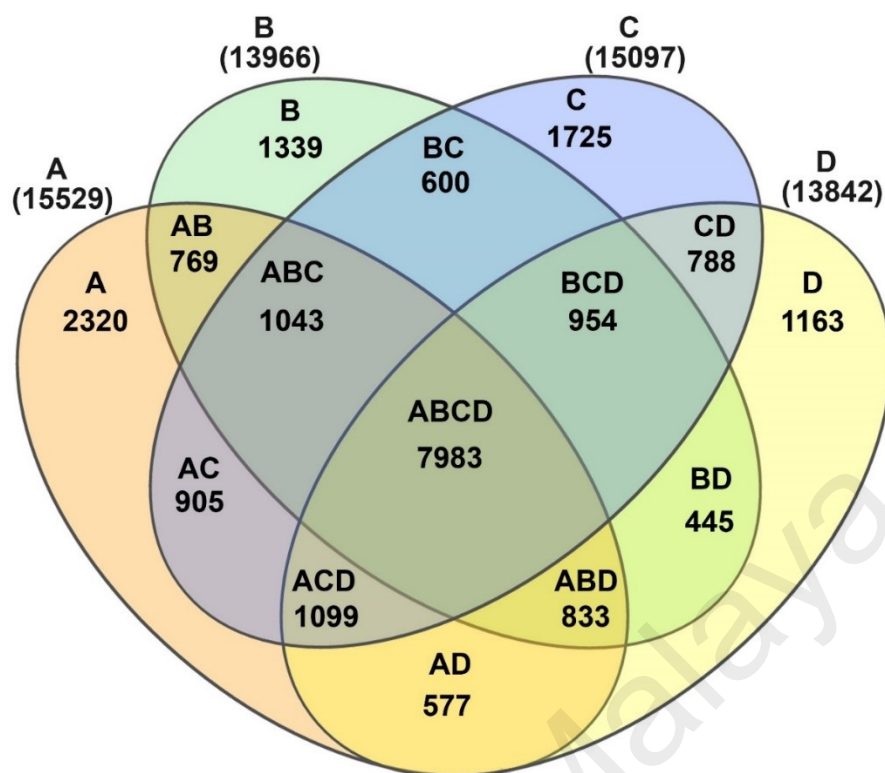 B
(13966)
C
(15097)
A
(15529)
D
(13842)
B
1339
C
1725
BC
600
AB
769
CD
788
A
2320
ABC
1043
BCD
954
D
1163
ABCD
7983
AC
905
BD
445
ACD
1099
ABD
833
AD
577
Malaya